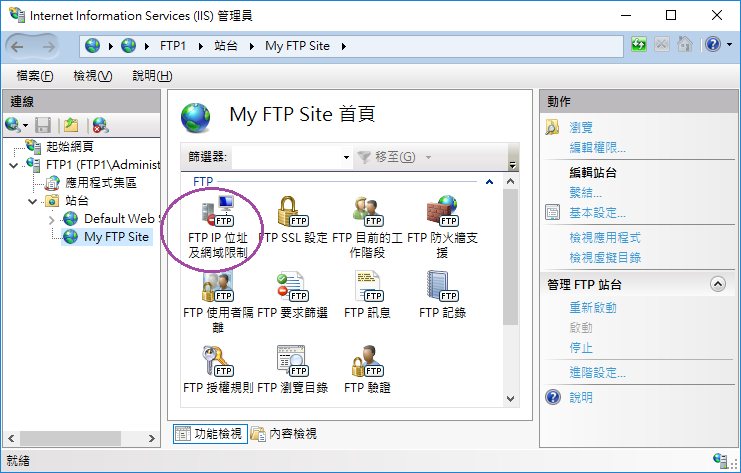 Internet Information Services (IIS) 管理員
FTP1 站台 My FTP Site
檔案(F) 檢視(V) 說明(H)
連線
起始網頁
FTP1 (FTP1\Administ
應用程式集區
站台
Default Web S
My FTP Site
My FTP Site 首頁
篩選器: 移至(G)
FTP
FTP IP 位址
及網域限制
FTP SSL 設定
FTP 目前的工
作階段
FTP 防火牆支
援
FTP 使用者隔
離
FTP 要求篩選
FTP 訊息
FTP 記錄
FTP 授權規則
FTP 瀏覽目錄
FTP 驗證
功能檢視 內容檢視
動作
瀏覽
編輯權限...
編輯站台
繫結...
基本設定...
檢視應用程式
檢視虛擬目錄
管理 FTP 站台
重新啟動
啟動
停止
進階設定...
說明
就緒